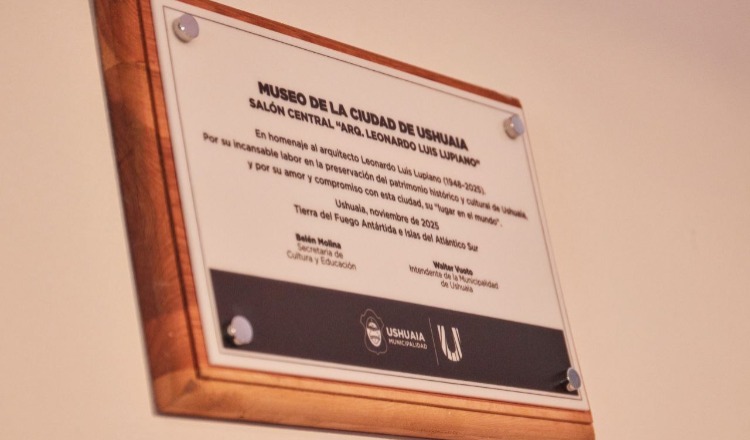 MUSEO DE LA CIUDAD DE USHUAIA
SALÓN CENTRAL "ARQ. LEONARDO LUIS LUPIANO"
En homenaje al arquitecto Leonardo Luis Lupiano (1948-2025).
Por su incansable labor en la preservación del patrimonio histórico y cultural de Ushuaia,
y por su amor y compromiso con esta ciudad, su "lugar en el mundo".
Ushuaia, noviembre de 2025
Tierra del Fuego Antártida e Islas del Atlántico Sur
Belén Molina
Secretaria de
Cultura y Educación
Walter Vuoto
Intendente de la Municipalidad
de Ushuaia
USHUAIA
MUNICIPALIDAD